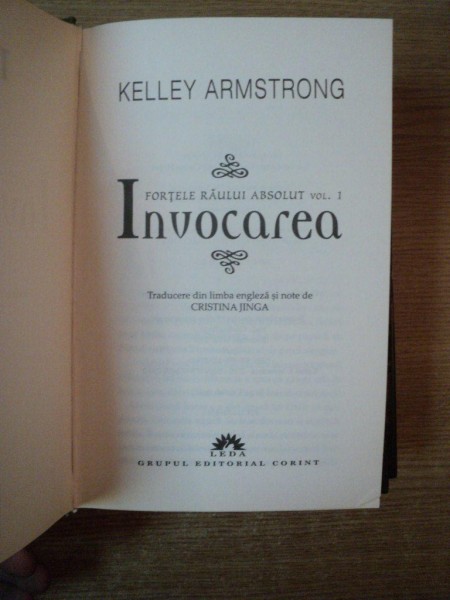 KELLEY ARMSTRONG
FORȚELE RĂULUI ABSOLUT VOL. 1
Invocarea
Traducere din limba engleză și note de
CRISTINA JINGA
LEDA
GRUPUL EDITORIAL CORINT